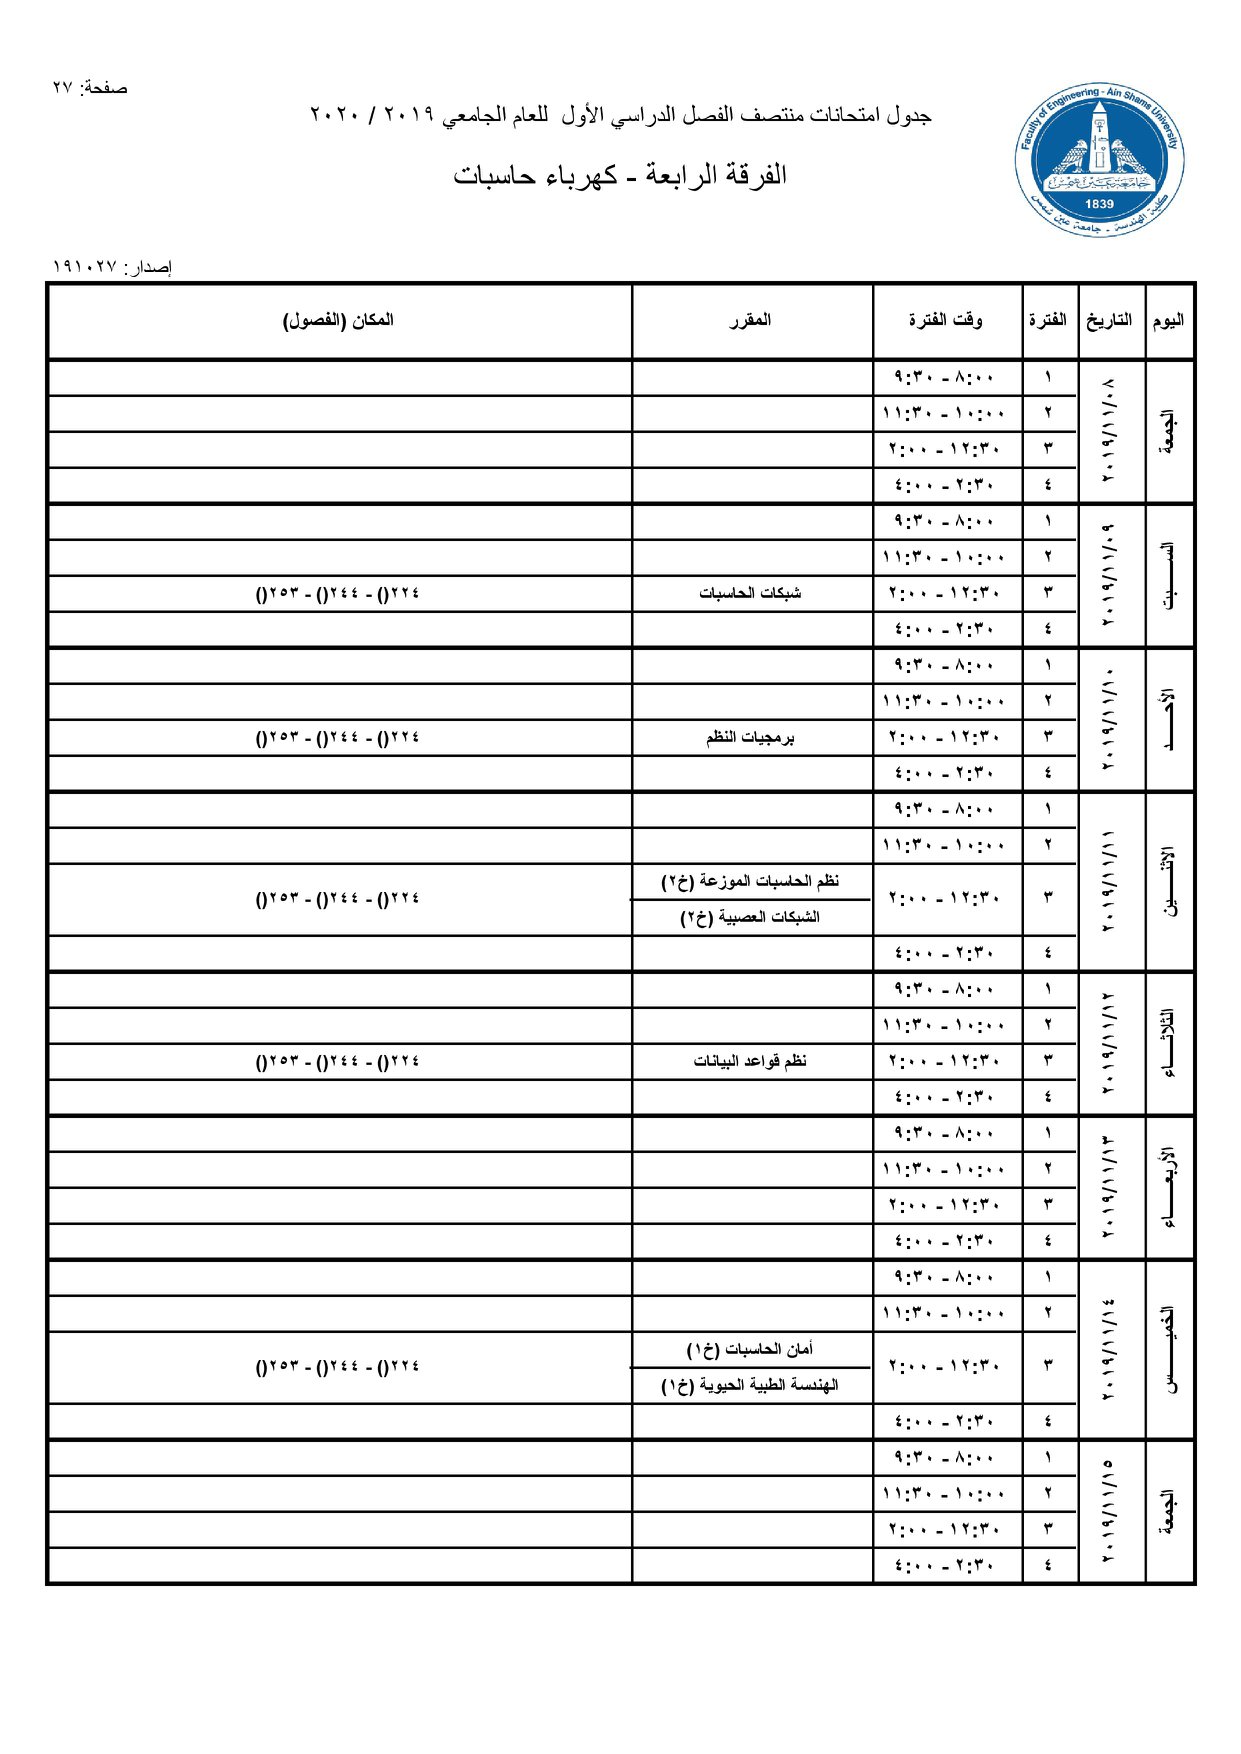 صفحة: ٢٧
جدول امتحانات منتصف الفصل الدراسي الأول للعام الجامعي ٢٠١٩ / ٢٠٢٠
الفرقة الرابعة - كهرباء حاسبات
Faculty of Engineering - Ain Shams University
جامعة عين شمس
1839
كلية الهندسة - جامعة عين شمس
إصدار: ١٩١٠٢٧
اليوم التاريخ الفترة وقت الفترة المقرر المكان (الفصول)
الجمعة ٢٠١٩/١١/٠٨
١ ٨:٠٠ - ٩:٣٠
٢ ١٠:٠٠ - ١١:٣٠
٣ ١٢:٣٠ - ٢:٠٠
٤ ٢:٣٠ - ٤:٠٠
الســـبت ٢٠١٩/١١/٠٩
١ ٨:٠٠ - ٩:٣٠
٢ ١٠:٠٠ - ١١:٣٠
٣ ١٢:٣٠ - ٢:٠٠ شبكات الحاسبات ٢٢٤() - ٢٤٤() - ٢٥٣()
٤ ٢:٣٠ - ٤:٠٠
الأحـــد ٢٠١٩/١١/١٠
١ ٨:٠٠ - ٩:٣٠
٢ ١٠:٠٠ - ١١:٣٠
٣ ١٢:٣٠ - ٢:٠٠ برمجيات النظم ٢٢٤() - ٢٤٤() - ٢٥٣()
٤ ٢:٣٠ - ٤:٠٠
الاثنـــين ٢٠١٩/١١/١١
١ ٨:٠٠ - ٩:٣٠
٢ ١٠:٠٠ - ١١:٣٠
٣ ١٢:٣٠ - ٢:٠٠ نظم الحاسبات الموزعة (خ٢) ٢٢٤() - ٢٤٤() - ٢٥٣()
الشبكات العصبية (خ٢)
٤ ٢:٣٠ - ٤:٠٠
الثلاثـــاء ٢٠١٩/١١/١٢
١ ٨:٠٠ - ٩:٣٠
٢ ١٠:٠٠ - ١١:٣٠
٣ ١٢:٣٠ - ٢:٠٠ نظم قواعد البيانات ٢٢٤() - ٢٤٤() - ٢٥٣()
٤ ٢:٣٠ - ٤:٠٠
الأربعـــاء ٢٠١٩/١١/١٣
١ ٨:٠٠ - ٩:٣٠
٢ ١٠:٠٠ - ١١:٣٠
٣ ١٢:٣٠ - ٢:٠٠
٤ ٢:٣٠ - ٤:٠٠
الخميـــس ٢٠١٩/١١/١٤
١ ٨:٠٠ - ٩:٣٠
٢ ١٠:٠٠ - ١١:٣٠
٣ ١٢:٣٠ - ٢:٠٠ أمان الحاسبات (خ١) ٢٢٤() - ٢٤٤() - ٢٥٣()
الهندسة الطبية الحيوية (خ١)
٤ ٢:٣٠ - ٤:٠٠
الجمعة ٢٠١٩/١١/١٥
١ ٨:٠٠ - ٩:٣٠
٢ ١٠:٠٠ - ١١:٣٠
٣ ١٢:٣٠ - ٢:٠٠
٤ ٢:٣٠ - ٤:٠٠